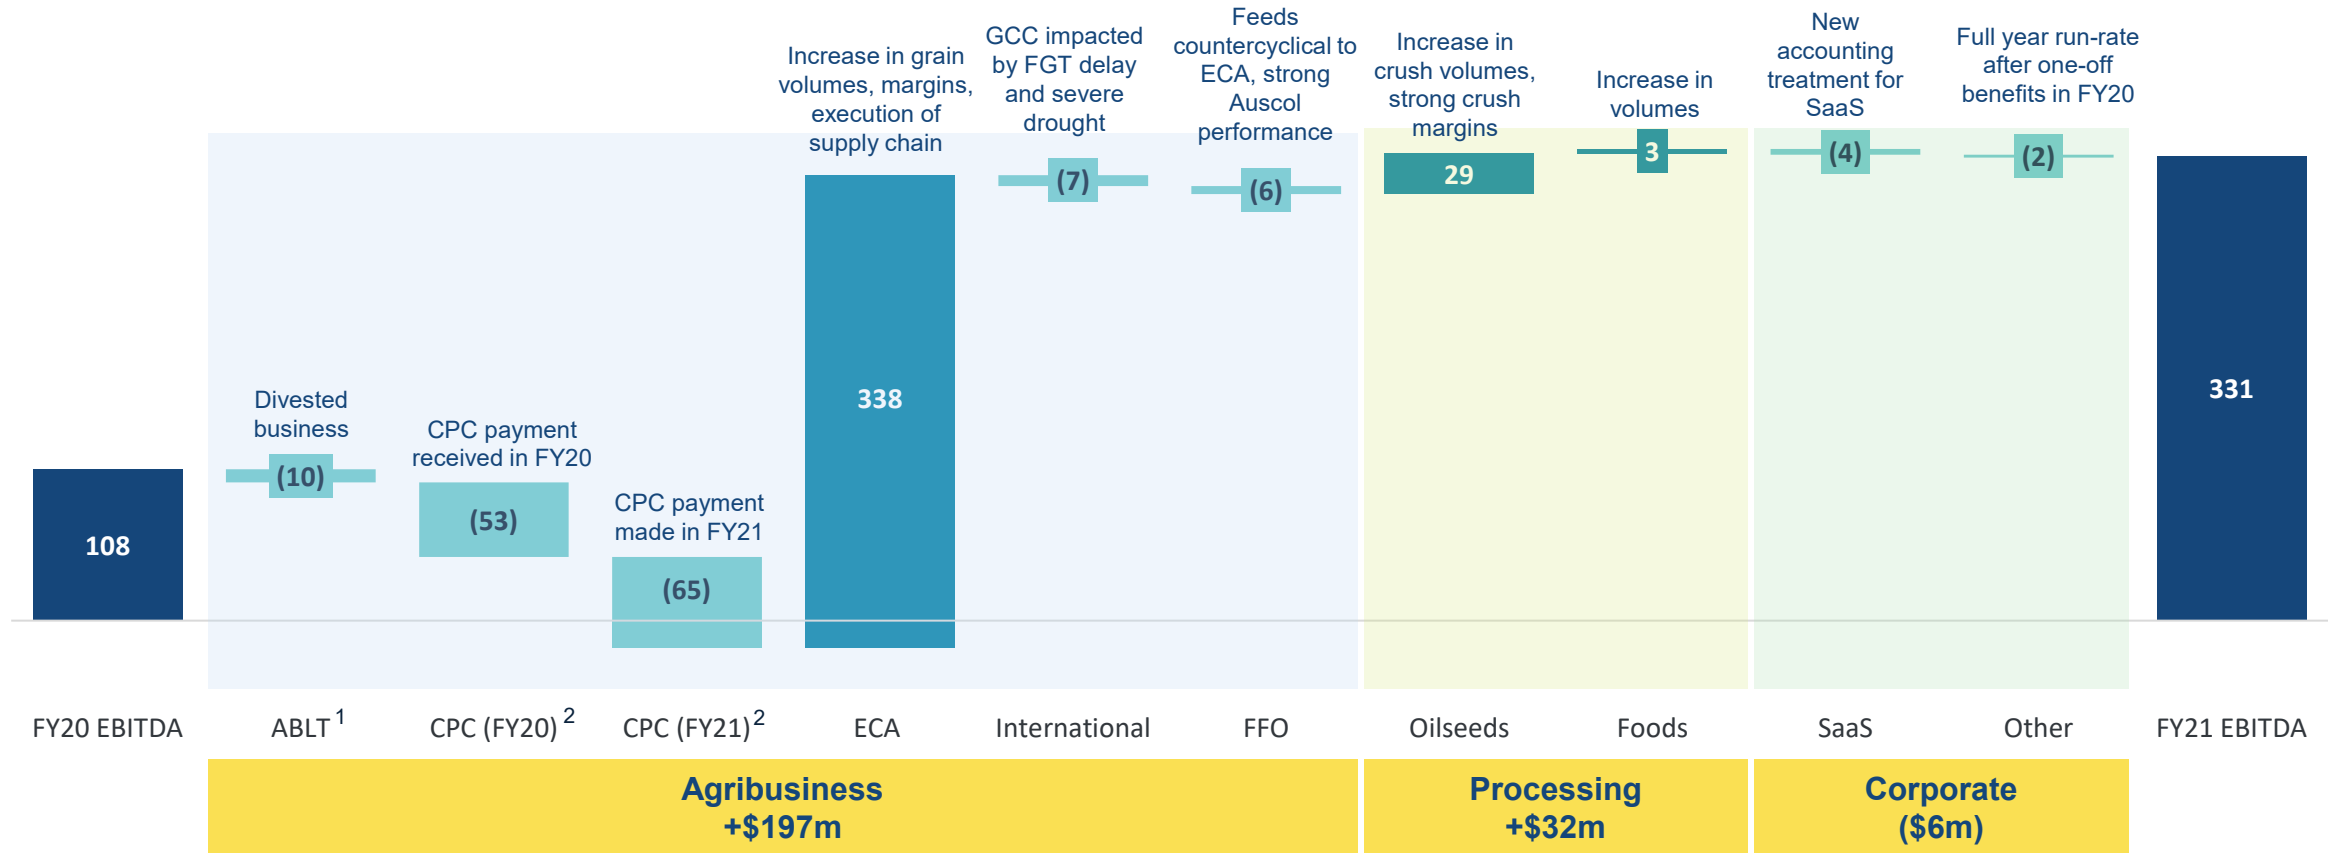 Increase in grain
volumes, margins,
execution of
supply chain
GCC impacted
by FGT delay
and severe
drought
Feeds
countercyclical to
ECA, strong
Auscol
performance
Increase in
crush volumes,
strong crush
margins
Increase in
volumes
New
accounting
treatment for
SaaS
Full year run-rate
after one-off
benefits in FY20
Divested
business
CPC payment
received in FY20
CPC payment
made in FY21
108
(10)
(53)
(65)
338
(7)
(6)
29
3
(4)
(2)
331
FY20 EBITDA
ABLT 1
CPC (FY20) 2
CPC (FY21) 2
ECA
International
FFO
Oilseeds
Foods
SaaS
Other
FY21 EBITDA
Agribusiness
+$197m
Processing
+$32m
Corporate
($6m)